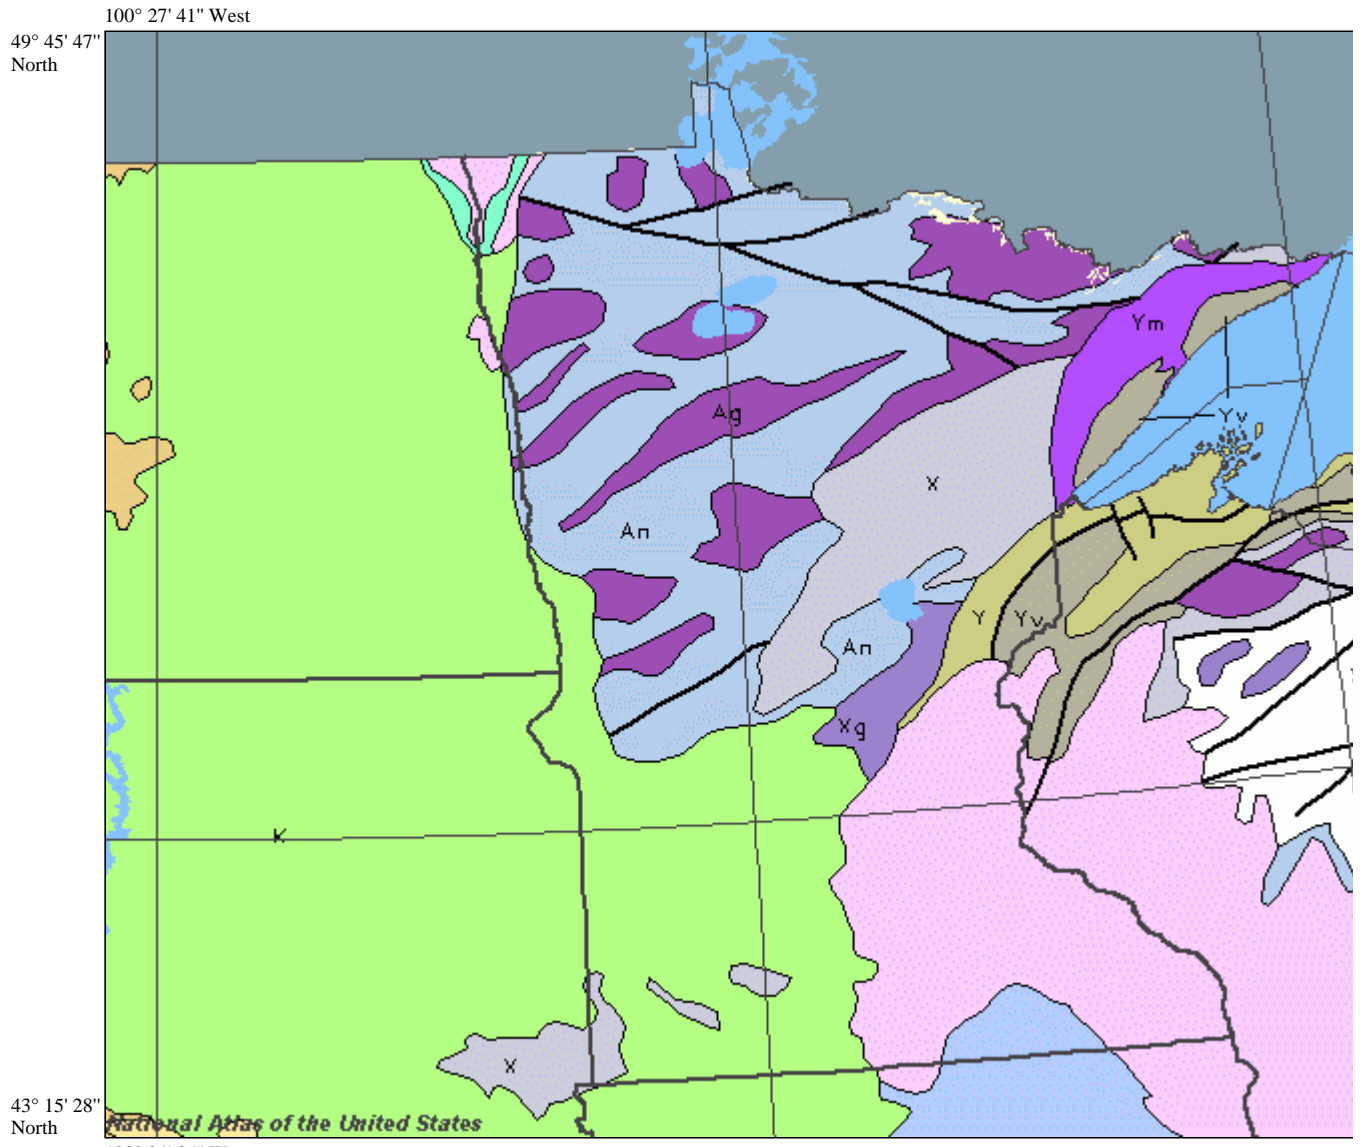 100° 27' 41" West
49° 45' 47"
North
Ym
Ag
Yv
X
An
Y
Yv
An
Xg
K
X
43° 15' 28"
North
National Atlas of the United States